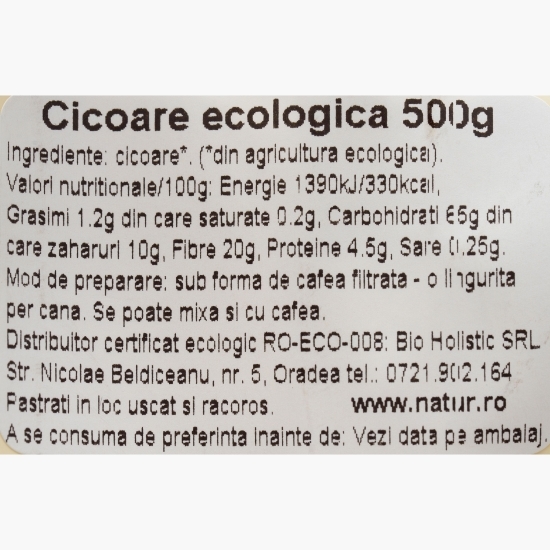 Cicoare ecologica 500g
Ingrediente: cicoare*. (*din agricultura ecologica).
Valori nutritionale/100g: Energie 1390kJ/330kcal,
Grasimi 1.2g din care saturate 0.2g, Carbohidrati 65g din
care zaharuri 10g, Fibre 20g, Proteine 4.5g, Sare 0.25g.
Mod de preparare: sub forma de cafea filtrata - o lingurita
per cana. Se poate mixa si cu cafea.
Distribuitor certificat ecologic RO-ECO-008: Bio Holistic SRL
Str. Nicolae Beldiceanu, nr. 5, Oradea tel.: 0721.902.164
Pastrati in loc uscat si racoros. www.natur.ro
A se consuma de preferinta inainte de: Vezi data pe ambalaj.